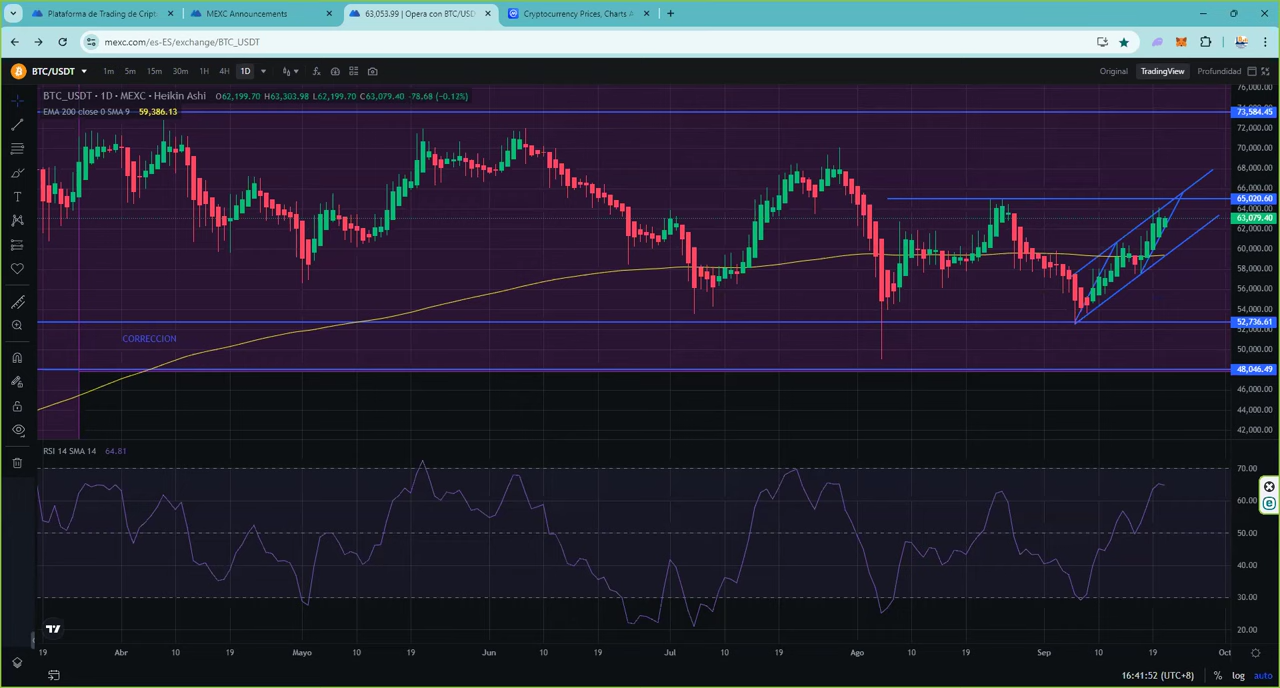 Plataforma de Trading de Cript
MEXC Announcements
63,053.99 | Opera con BTC/USD
Cryptocurrency Prices, Charts A
mexc.com/es-ES/exchange/BTC_USDT
BTC/USDT 1m 5m 15m 30m 1H 4H 1D Original TradingView Profundidad
BTC_USDT · 1D · MEXC · Heikin Ashi O62,199.70 H63,303.98 L62,199.70 C63,079.40 -78.68 (-0.12%)
EMA 200 close 0 SMA 9 59,386.13
76,000.00
73,584.45
72,000.00
70,000.00
68,000.00
66,000.00
65,020.60
64,000.00
63,079.40
62,000.00
60,000.00
58,000.00
56,000.00
54,000.00
52,736.61
52,000.00
CORRECCION
50,000.00
48,046.49
46,000.00
44,000.00
42,000.00
RSI 14 SMA 14 64.81
70.00
60.00
50.00
40.00
30.00
20.00
19 Abr 10 19 Mayo 10 19 Jun 10 19 Jul 10 19 Ago 10 19 Sep 10 19 Oct
16:41:52 (UTC+8) % log auto